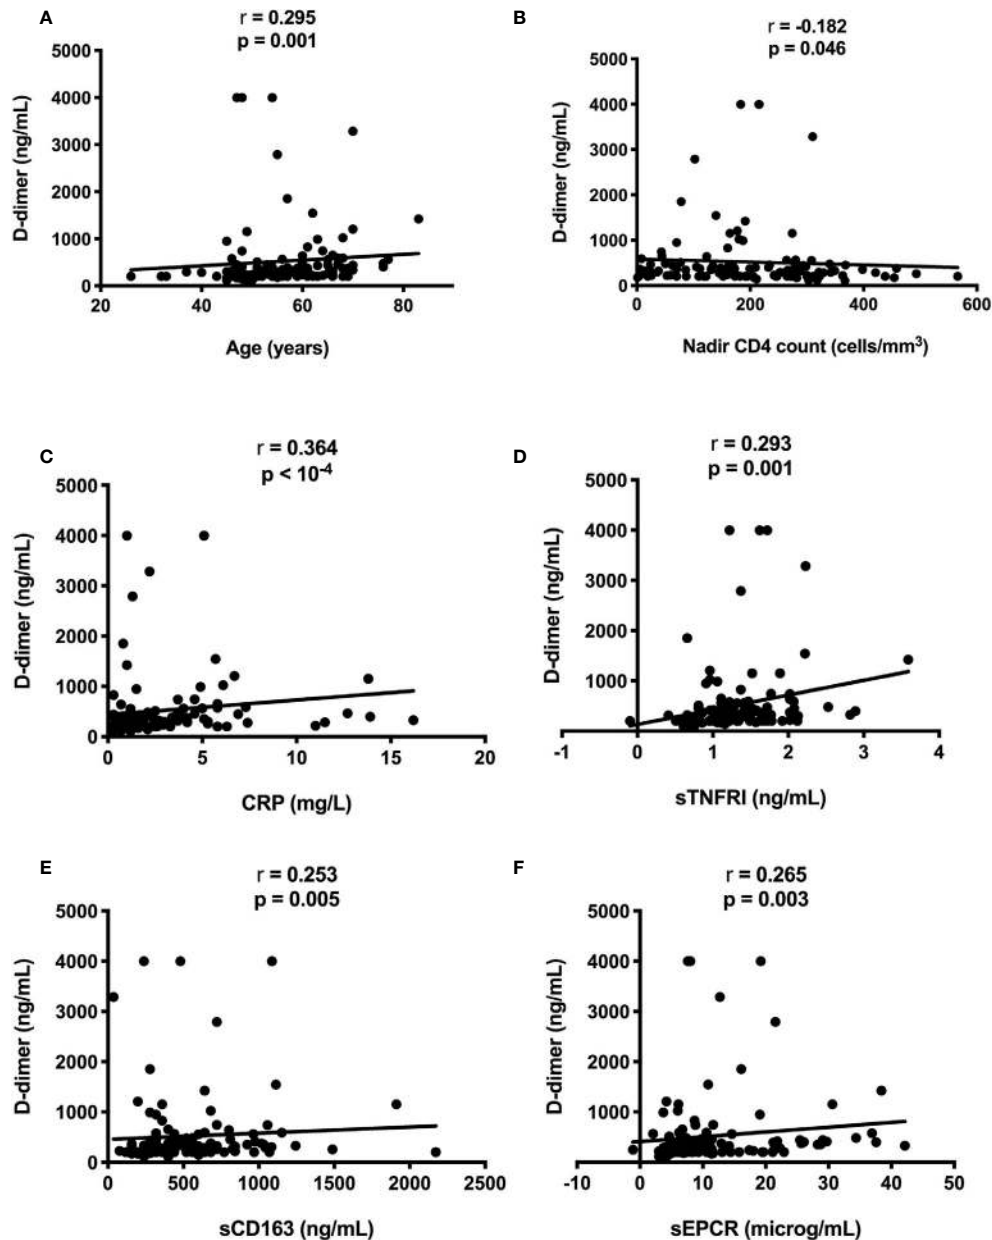 A
r = 0.295
p = 0.001
5000
4000
3000
2000
1000
0
D-dimer (ng/mL)
20
40
60
80
Age (years)
B
r = -0.182
p = 0.046
5000
4000
3000
2000
1000
0
D-dimer (ng/mL)
0
200
400
600
Nadir CD4 count (cells/mm³)
C
r = 0.364
p < 10⁻⁴
5000
4000
3000
2000
1000
0
D-dimer (ng/mL)
0
5
10
15
20
CRP (mg/L)
D
r = 0.293
p = 0.001
5000
4000
3000
2000
1000
0
D-dimer (ng/mL)
-1
0
1
2
3
4
sTNFRI (ng/mL)
E
r = 0.253
p = 0.005
5000
4000
3000
2000
1000
0
D-dimer (ng/mL)
0
500
1000
1500
2000
2500
sCD163 (ng/mL)
F
r = 0.265
p = 0.003
5000
4000
3000
2000
1000
0
D-dimer (ng/mL)
-10
0
10
20
30
40
50
sEPCR (microg/mL)